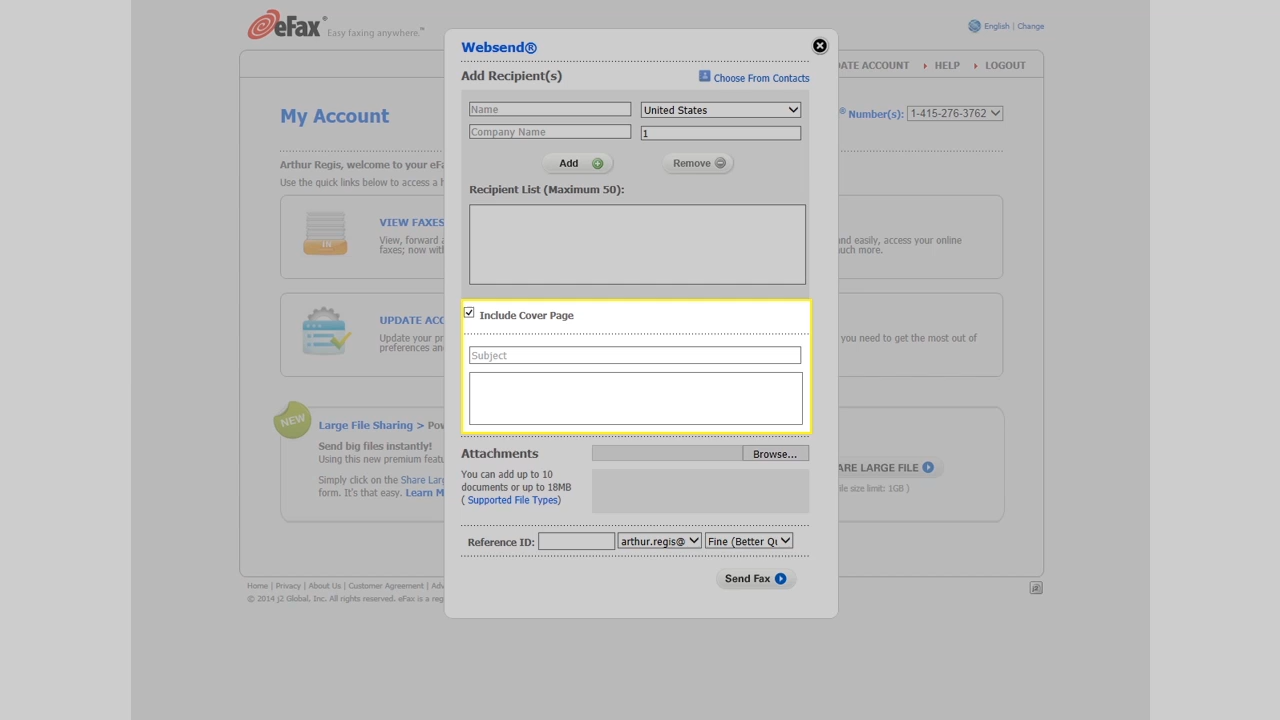 eFax® Easy faxing anywhere.™
English | Change
DATE ACCOUNT HELP LOGOUT
My Account
® Number(s): 1-415-276-3762
Arthur Regis, welcome to your eFa
Use the quick links below to access a
VIEW FAXES
View, forward a
faxes; now with
and easily, access your online
uch more.
UPDATE ACC
Update your pr
preferences and
you need to get the most out of
NEW
Large File Sharing > Pow
Send big files instantly!
Using this new premium featu
Simply click on the Share Larg
form. It's that easy. Learn M
ARE LARGE FILE
file size limit: 1GB )
Home | Privacy | About Us | Customer Agreement | Adv
© 2014 j2 Global, Inc. All rights reserved. eFax is a reg
Websend®
Add Recipient(s)
Choose From Contacts
Name
United States
Company Name
1
Add
Remove
Recipient List (Maximum 50):
Include Cover Page
Subject
Attachments
Browse...
You can add up to 10
documents or up to 18MB
( Supported File Types)
Reference ID:
arthur.regis@
Fine (Better Qu
Send Fax